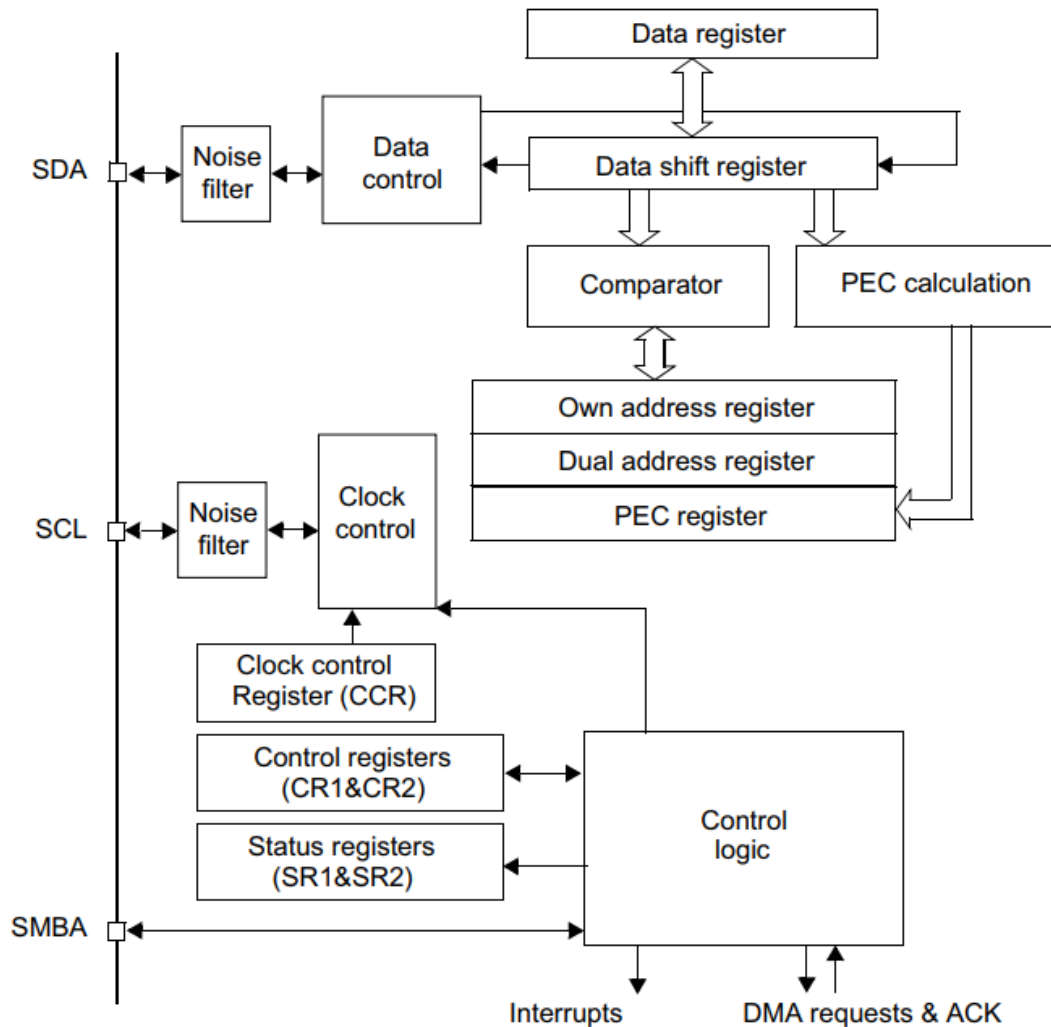 Data register
SDA
Noise
filter
Data
control
Data shift register
Comparator
PEC calculation
Own address register
Dual address register
PEC register
SCL
Noise
filter
Clock
control
Clock control
Register (CCR)
Control registers
(CR1&CR2)
Status registers
(SR1&SR2)
Control
logic
SMBA
Interrupts
DMA requests & ACK